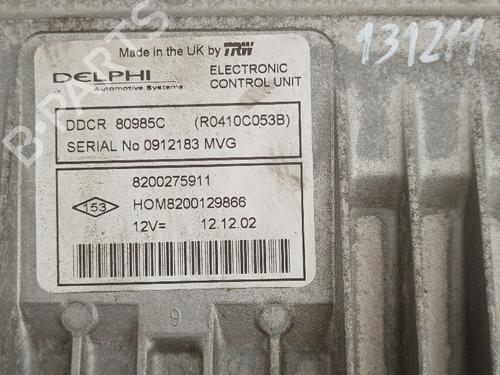 Made in the UK by TRW
DELPHI
Automotive Systems
ELECTRONIC
CONTROL UNIT
131211
DDCR 80985C (R0410C053B)
SERIAL No 0912183 MVG
8200275911
153
HOM8200129866
12V= 12.12.02
9
B-PARTS